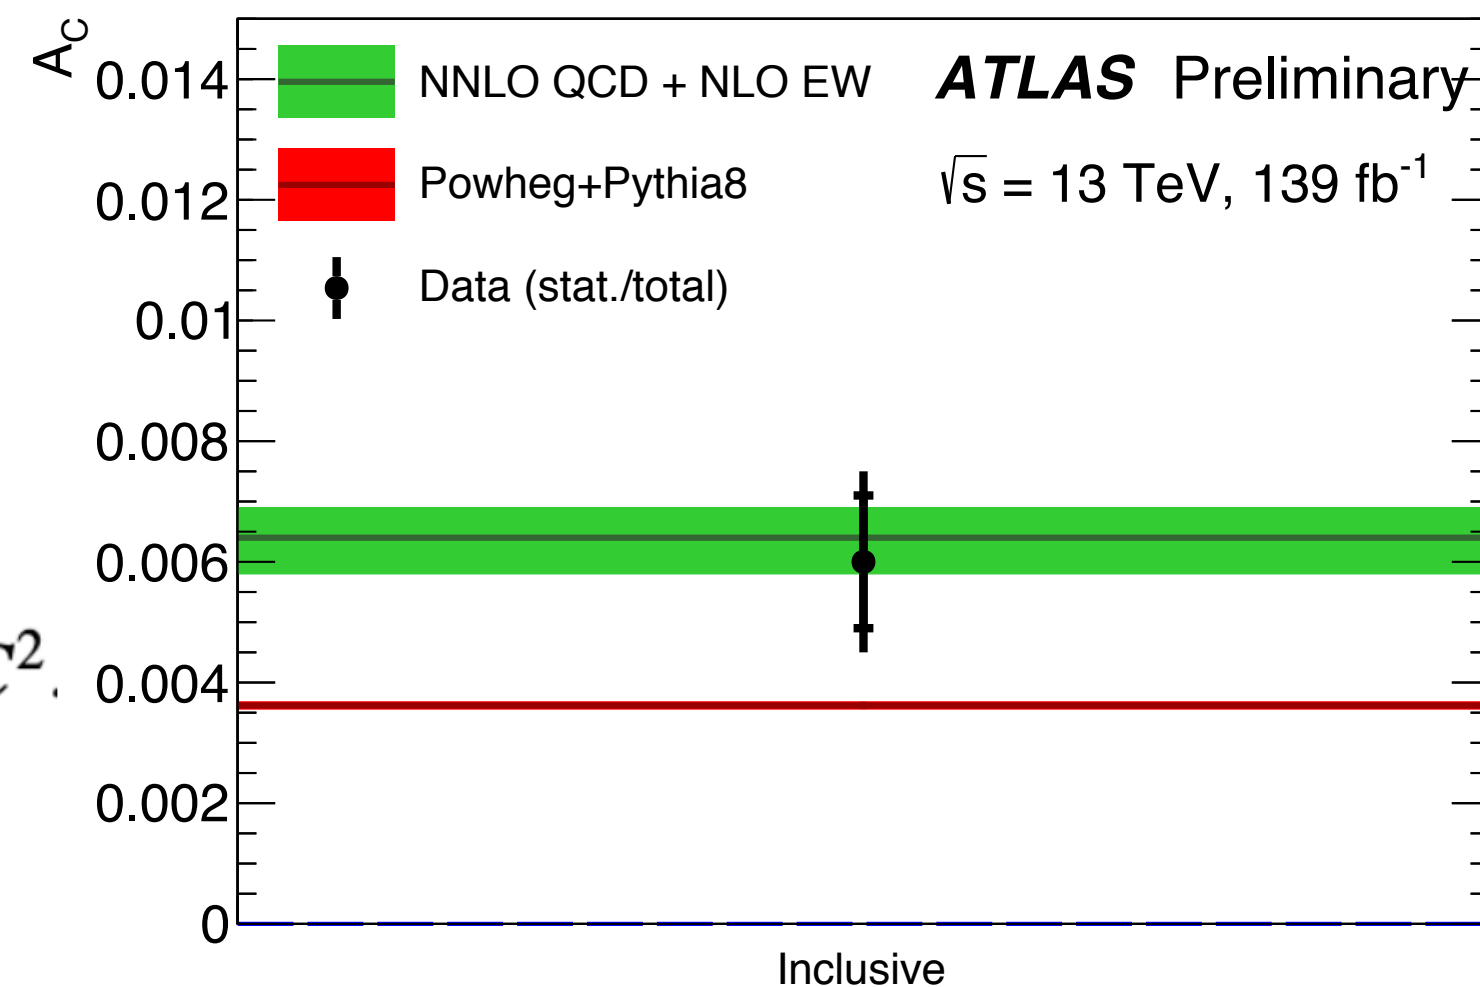 A_C
0.014
NNLO QCD + NLO EW
ATLAS Preliminary
0.012
Powheg+Pythia8
√s = 13 TeV, 139 fb⁻¹
Data (stat./total)
0.01
0.008
0.006
0.004
0.002
0
Inclusive